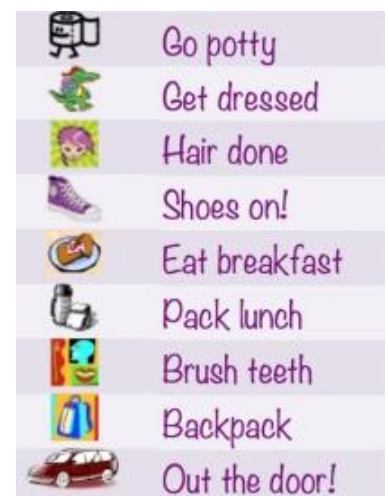 Go potty
Get dressed
Hair done
Shoes on!
Eat breakfast
Pack lunch
Brush teeth
Backpack
Out the door!